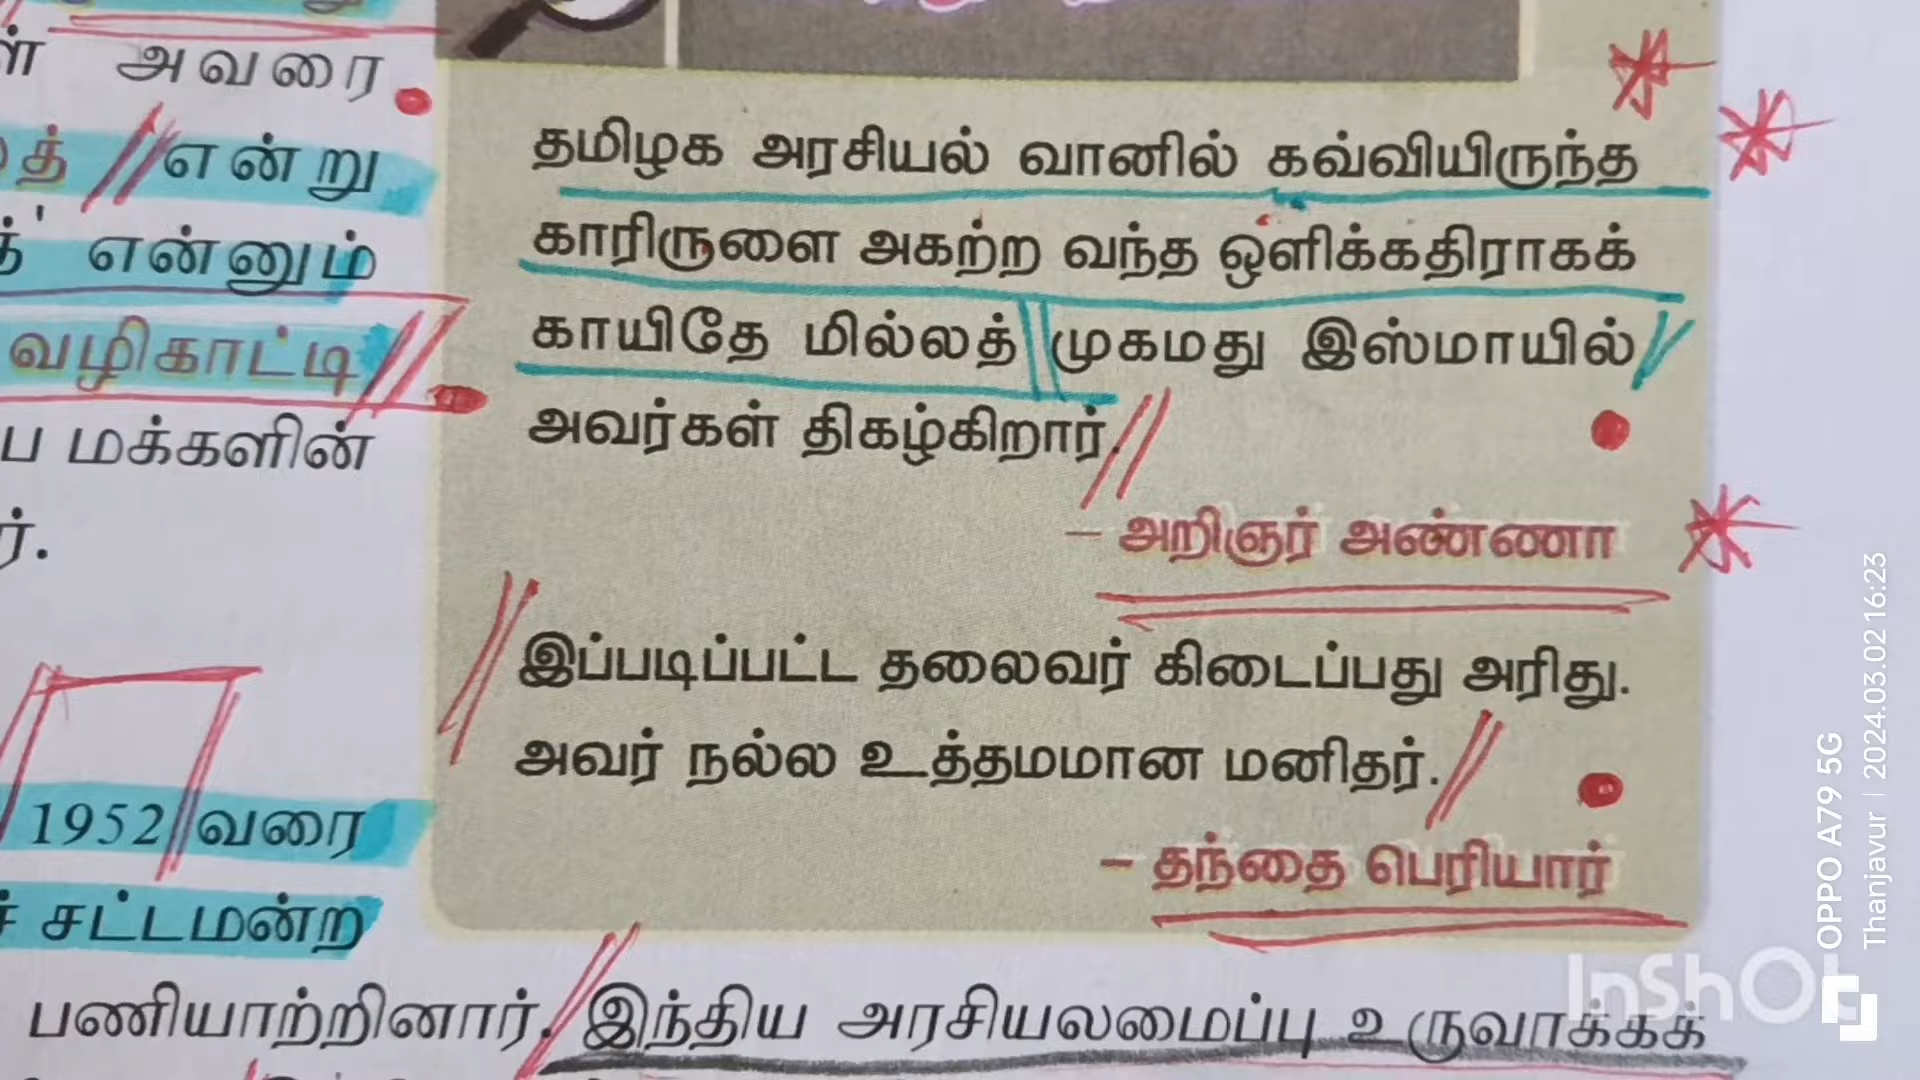 அவரை
என்று
என்னும்
வழிகாட்டி
மக்களின்
1952 வரை
சட்டமன்ற
தமிழக அரசியல் வானில் கவ்வியிருந்த
காரிருளை அகற்ற வந்த ஒளிக்கதிராகக்
காயிதே மில்லத் முகமது இஸ்மாயில்
அவர்கள் திகழ்கிறார்.
– அறிஞர் அண்ணா
இப்படிப்பட்ட தலைவர் கிடைப்பது அரிது.
அவர் நல்ல உத்தமமான மனிதர்.
– தந்தை பெரியார்
பணியாற்றினார். இந்திய அரசியலமைப்பு உருவாக்கக்
InShO
OPPO A79 5G
Thanjavur | 2024.03.02 16:23